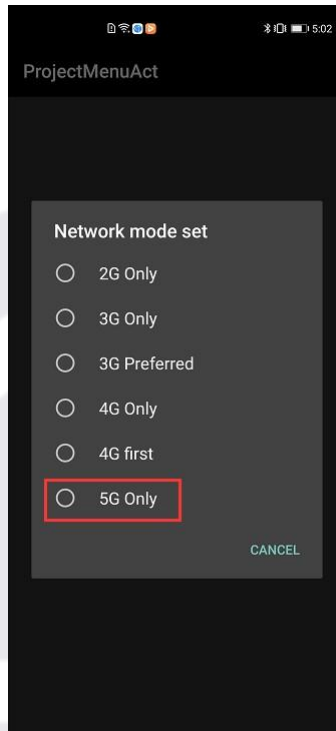 5:02
ProjectMenuAct
Network mode set
2G Only
3G Only
3G Preferred
4G Only
4G first
5G Only
CANCEL